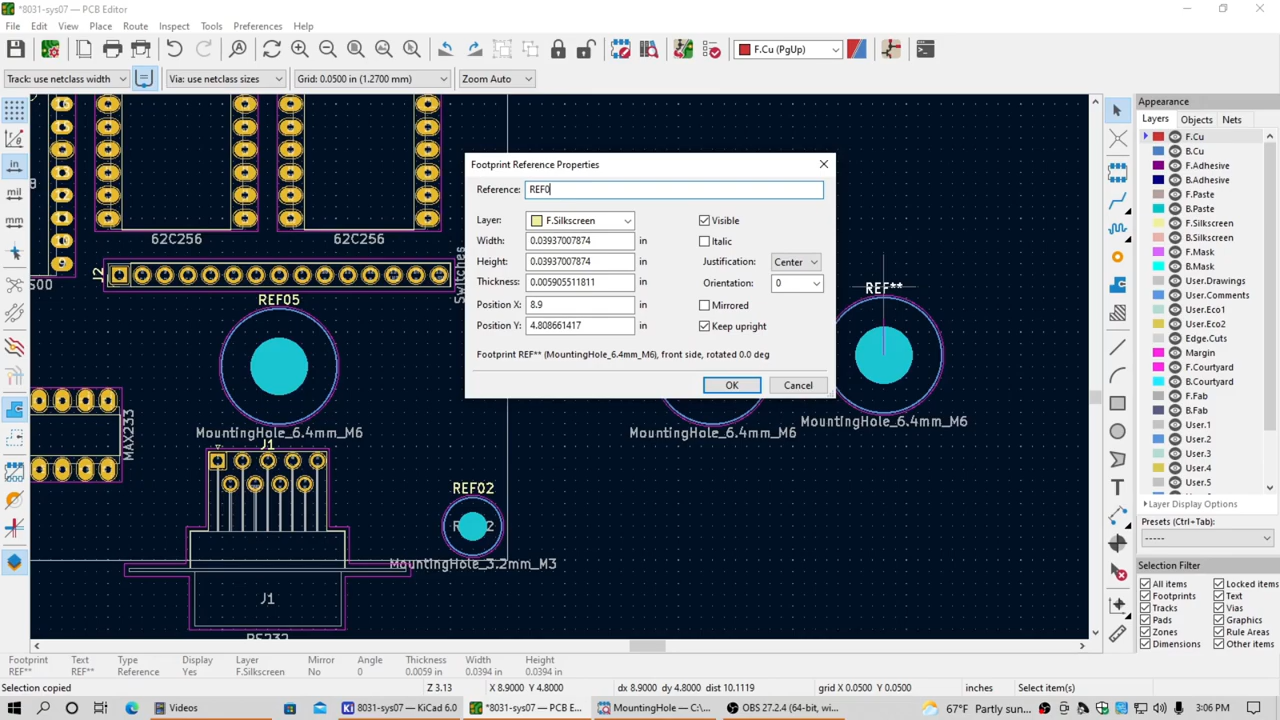 *8031-sys07 — PCB Editor
File Edit View Place Route Inspect Tools Preferences Help
F.Cu (PgUp)
Track: use netclass width Via: use netclass sizes Grid: 0.0500 in (1.2700 mm) Zoom Auto
in
mil
mm
62C256 62C256
500
J2
Switches
REF05
MountingHole_6.4mm_M6
MAX233
J1
REF02
MountingHole_3.2mm_M3
J1
RS232
Footprint Reference Properties
Reference: REF0
Layer: F.Silkscreen Visible
Width: 0.03937007874 in Italic
Height: 0.03937007874 in Justification: Center
Thickness: 0.005905511811 in Orientation: 0
Position X: 8.9 in Mirrored
Position Y: 4.808661417 in Keep upright
Footprint REF** (MountingHole_6.4mm_M6), front side, rotated 0.0 deg
OK Cancel
REF**
MountingHole_6.4mm_M6
MountingHole_6.4mm_M6
Appearance
Layers Objects Nets
F.Cu
B.Cu
F.Adhesive
B.Adhesive
F.Paste
B.Paste
F.Silkscreen
B.Silkscreen
F.Mask
B.Mask
User.Drawings
User.Comments
User.Eco1
User.Eco2
Edge.Cuts
Margin
F.Courtyard
B.Courtyard
F.Fab
B.Fab
User.1
User.2
User.3
User.4
User.5
Layer Display Options
Presets (Ctrl+Tab):
-----
Selection Filter
All items Locked items
Footprints Text
Tracks Vias
Pads Graphics
Zones Rule Areas
Dimensions Other items
Footprint Text Type Display Layer Mirror Angle Thickness Width Height
REF** REF** Reference Yes F.Silkscreen No 0 0.0059 in 0.0394 in 0.0394 in
Selection copied Z 3.13 X 8.9000 Y 4.8000 dx 8.9000 dy 4.8000 dist 10.1119 grid X 0.0500 Y 0.0500 inches Select item(s)
Videos 8031-sys07 — KiCad 6.0 *8031-sys07 — PCB E... MountingHole — C:\... OBS 27.2.4 (64-bit, wi... 67°F Partly sun... 3:06 PM